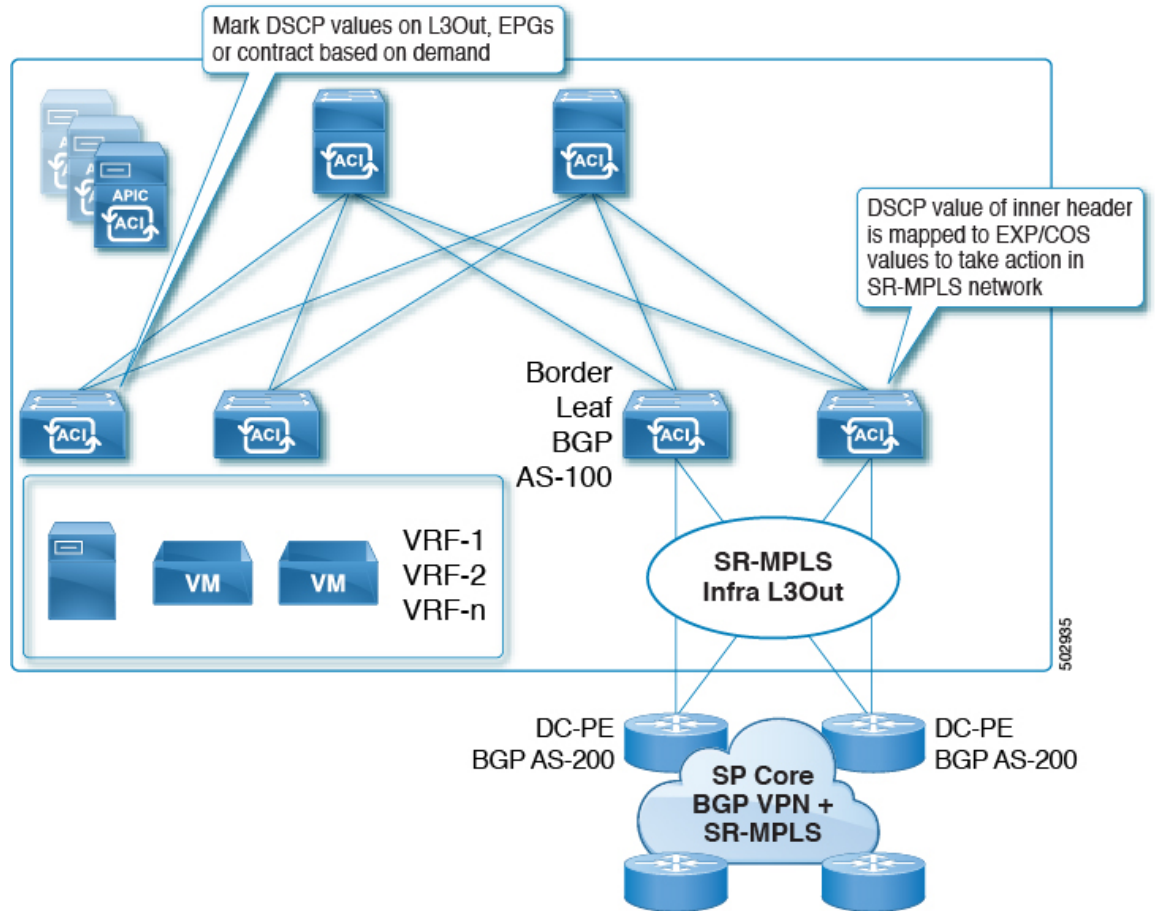 Mark DSCP values on L3Out, EPGs
or contract based on demand
ACI
ACI
A
A
APIC
ACI
DSCP value of inner header
is mapped to EXP/COS
values to take action in
SR-MPLS network
Border
Leaf
BGP
AS-100
ACI
ACI
ACI
ACI
VM
VM
VRF-1
VRF-2
VRF-n
SR-MPLS
Infra L3Out
502935
DC-PE
BGP AS-200
DC-PE
BGP AS-200
SP Core
BGP VPN +
SR-MPLS